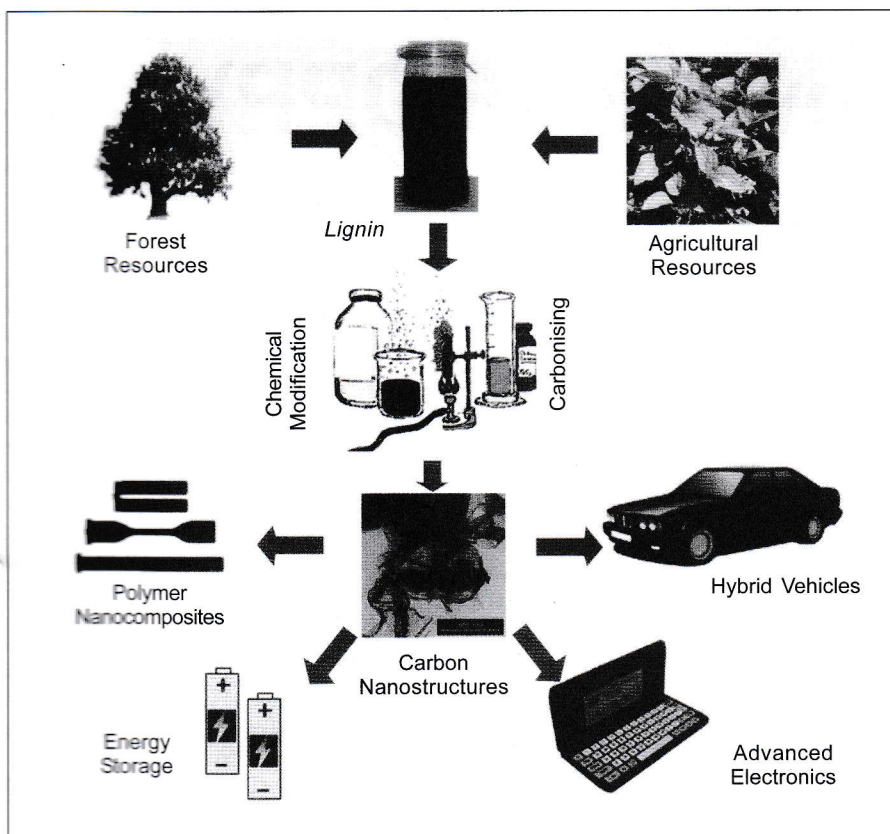 Forest
Resources
Lignin
Agricultural
Resources
Chemical
Modification
Carbonising
Polymer
Nanocomposites
Hybrid Vehicles
Carbon
Nanostructures
Energy
Storage
+
−
+
−
Advanced
Electronics